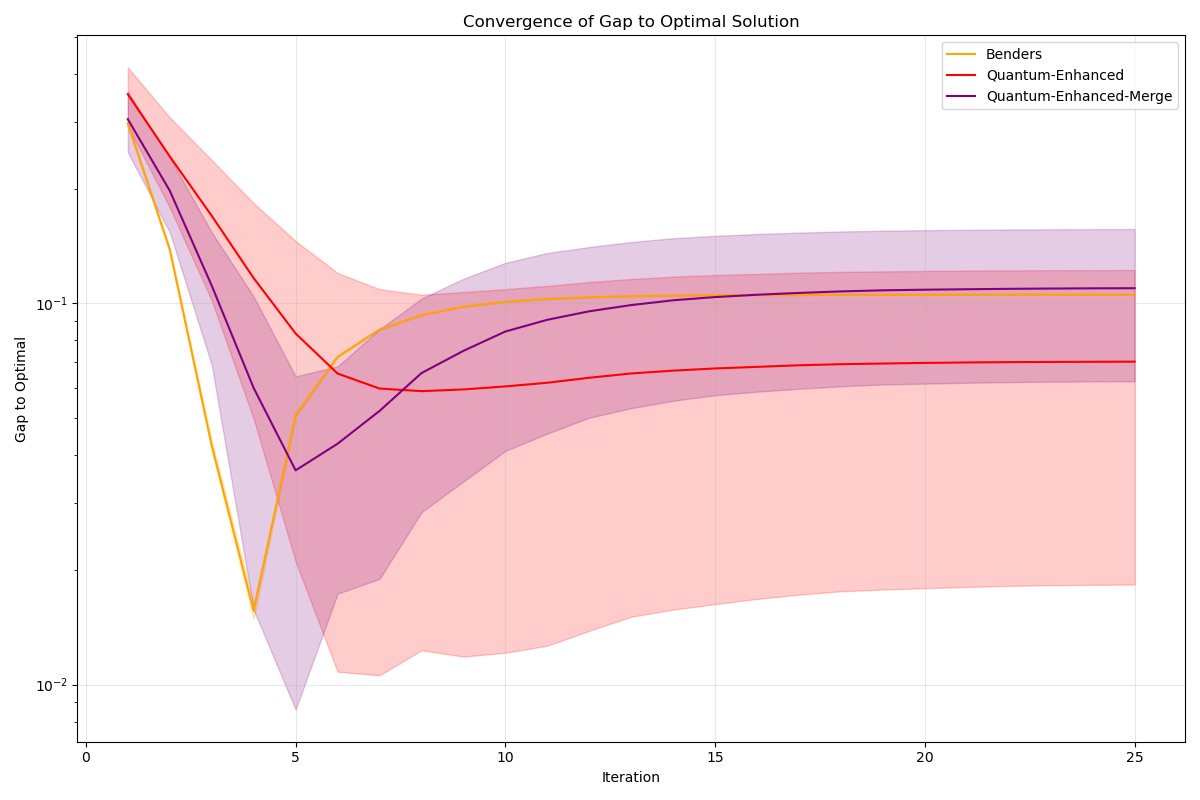 Convergence of Gap to Optimal Solution
Benders
Quantum-Enhanced
Quantum-Enhanced-Merge
Gap to Optimal
10⁻¹
10⁻²
0 5 10 15 20 25
Iteration